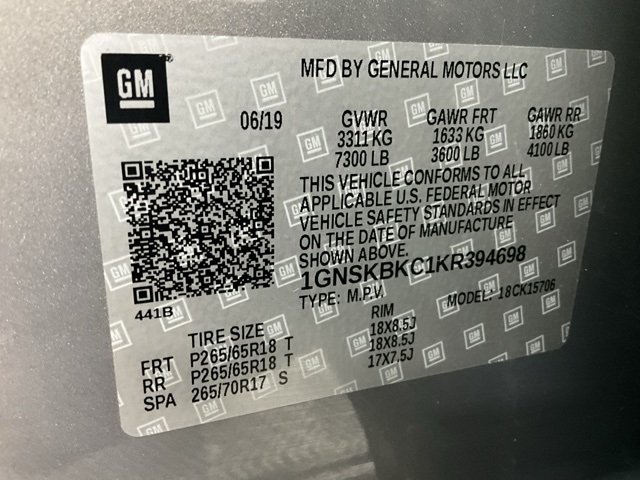 GM
MFD BY GENERAL MOTORS LLC
06/19 GVWR GAWR FRT GAWR RR
3311 KG 1633 KG 1860 KG
7300 LB 3600 LB 4100 LB
THIS VEHICLE CONFORMS TO ALL
APPLICABLE U.S. FEDERAL MOTOR
VEHICLE SAFETY STANDARDS IN EFFECT
ON THE DATE OF MANUFACTURE
SHOWN ABOVE.
1GNSKBKC1KR394698
TYPE: M.P.V. MODEL: 18CK15706
441B
TIRE SIZE RIM
FRT P265/65R18 T 18X8.5J
RR P265/65R18 T 18X8.5J
SPA 265/70R17 S 17X7.5J